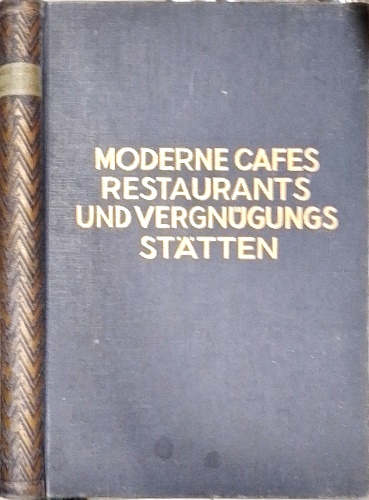 MODERNE CAFES
RESTAURANTS
UND VERGNÜGUNGS
STÄTTEN